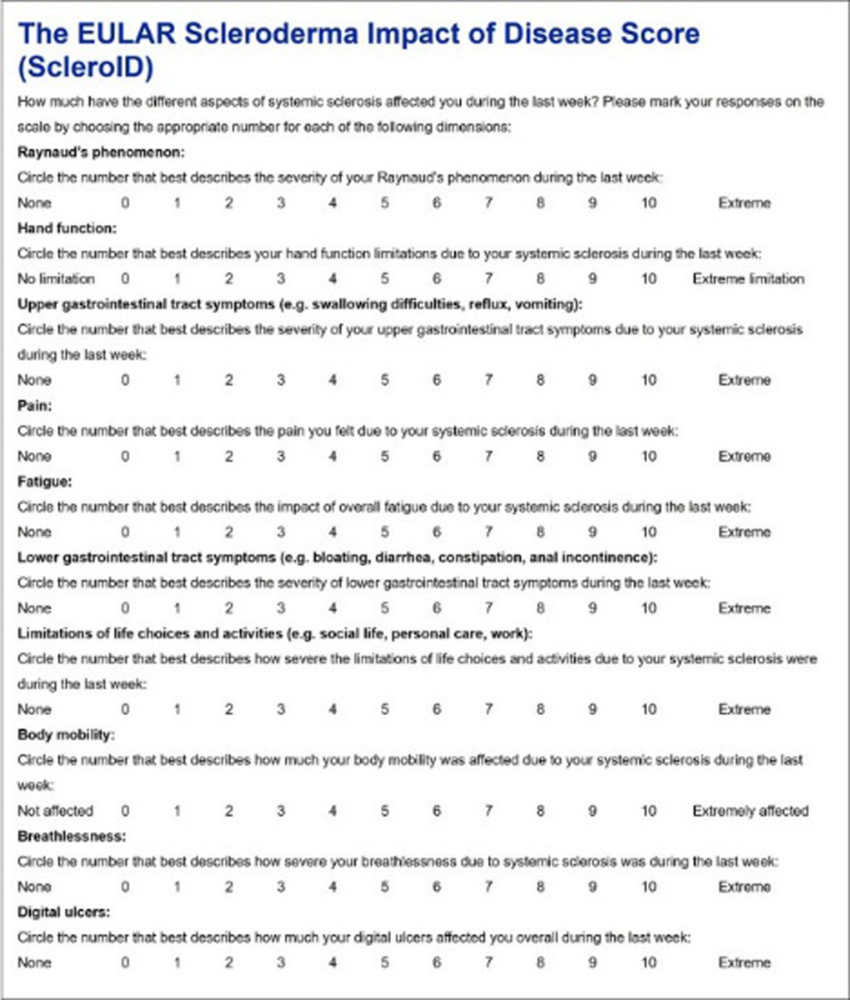 The EULAR Scleroderma Impact of Disease Score
(ScleroID)
How much have the different aspects of systemic sclerosis affected you during the last week? Please mark your responses on the
scale by choosing the appropriate number for each of the following dimensions:
Raynaud's phenomenon:
Circle the number that best describes the severity of your Raynaud's phenomenon during the last week:
None 0 1 2 3 4 5 6 7 8 9 10 Extreme
Hand function:
Circle the number that best describes your hand function limitations due to your systemic sclerosis during the last week:
No limitation 0 1 2 3 4 5 6 7 8 9 10 Extreme limitation
Upper gastrointestinal tract symptoms (e.g. swallowing difficulties, reflux, vomiting):
Circle the number that best describes the severity of your upper gastrointestinal tract symptoms due to your systemic sclerosis
during the last week:
None 0 1 2 3 4 5 6 7 8 9 10 Extreme
Pain:
Circle the number that best describes the pain you felt due to your systemic sclerosis during the last week:
None 0 1 2 3 4 5 6 7 8 9 10 Extreme
Fatigue:
Circle the number that best describes the impact of overall fatigue due to your systemic sclerosis during the last week:
None 0 1 2 3 4 5 6 7 8 9 10 Extreme
Lower gastrointestinal tract symptoms (e.g. bloating, diarrhea, constipation, anal incontinence):
Circle the number that best describes the severity of lower gastrointestinal tract symptoms during the last week:
None 0 1 2 3 4 5 6 7 8 9 10 Extreme
Limitations of life choices and activities (e.g. social life, personal care, work):
Circle the number that best describes how severe the limitations of life choices and activities due to your systemic sclerosis were
during the last week:
None 0 1 2 3 4 5 6 7 8 9 10 Extreme
Body mobility:
Circle the number that best describes how much your body mobility was affected due to your systemic sclerosis during the last
week:
Not affected 0 1 2 3 4 5 6 7 8 9 10 Extremely affected
Breathlessness:
Circle the number that best describes how severe your breathlessness due to systemic sclerosis was during the last week:
None 0 1 2 3 4 5 6 7 8 9 10 Extreme
Digital ulcers:
Circle the number that best describes how much your digital ulcers affected you overall during the last week:
None 0 1 2 3 4 5 6 7 8 9 10 Extreme